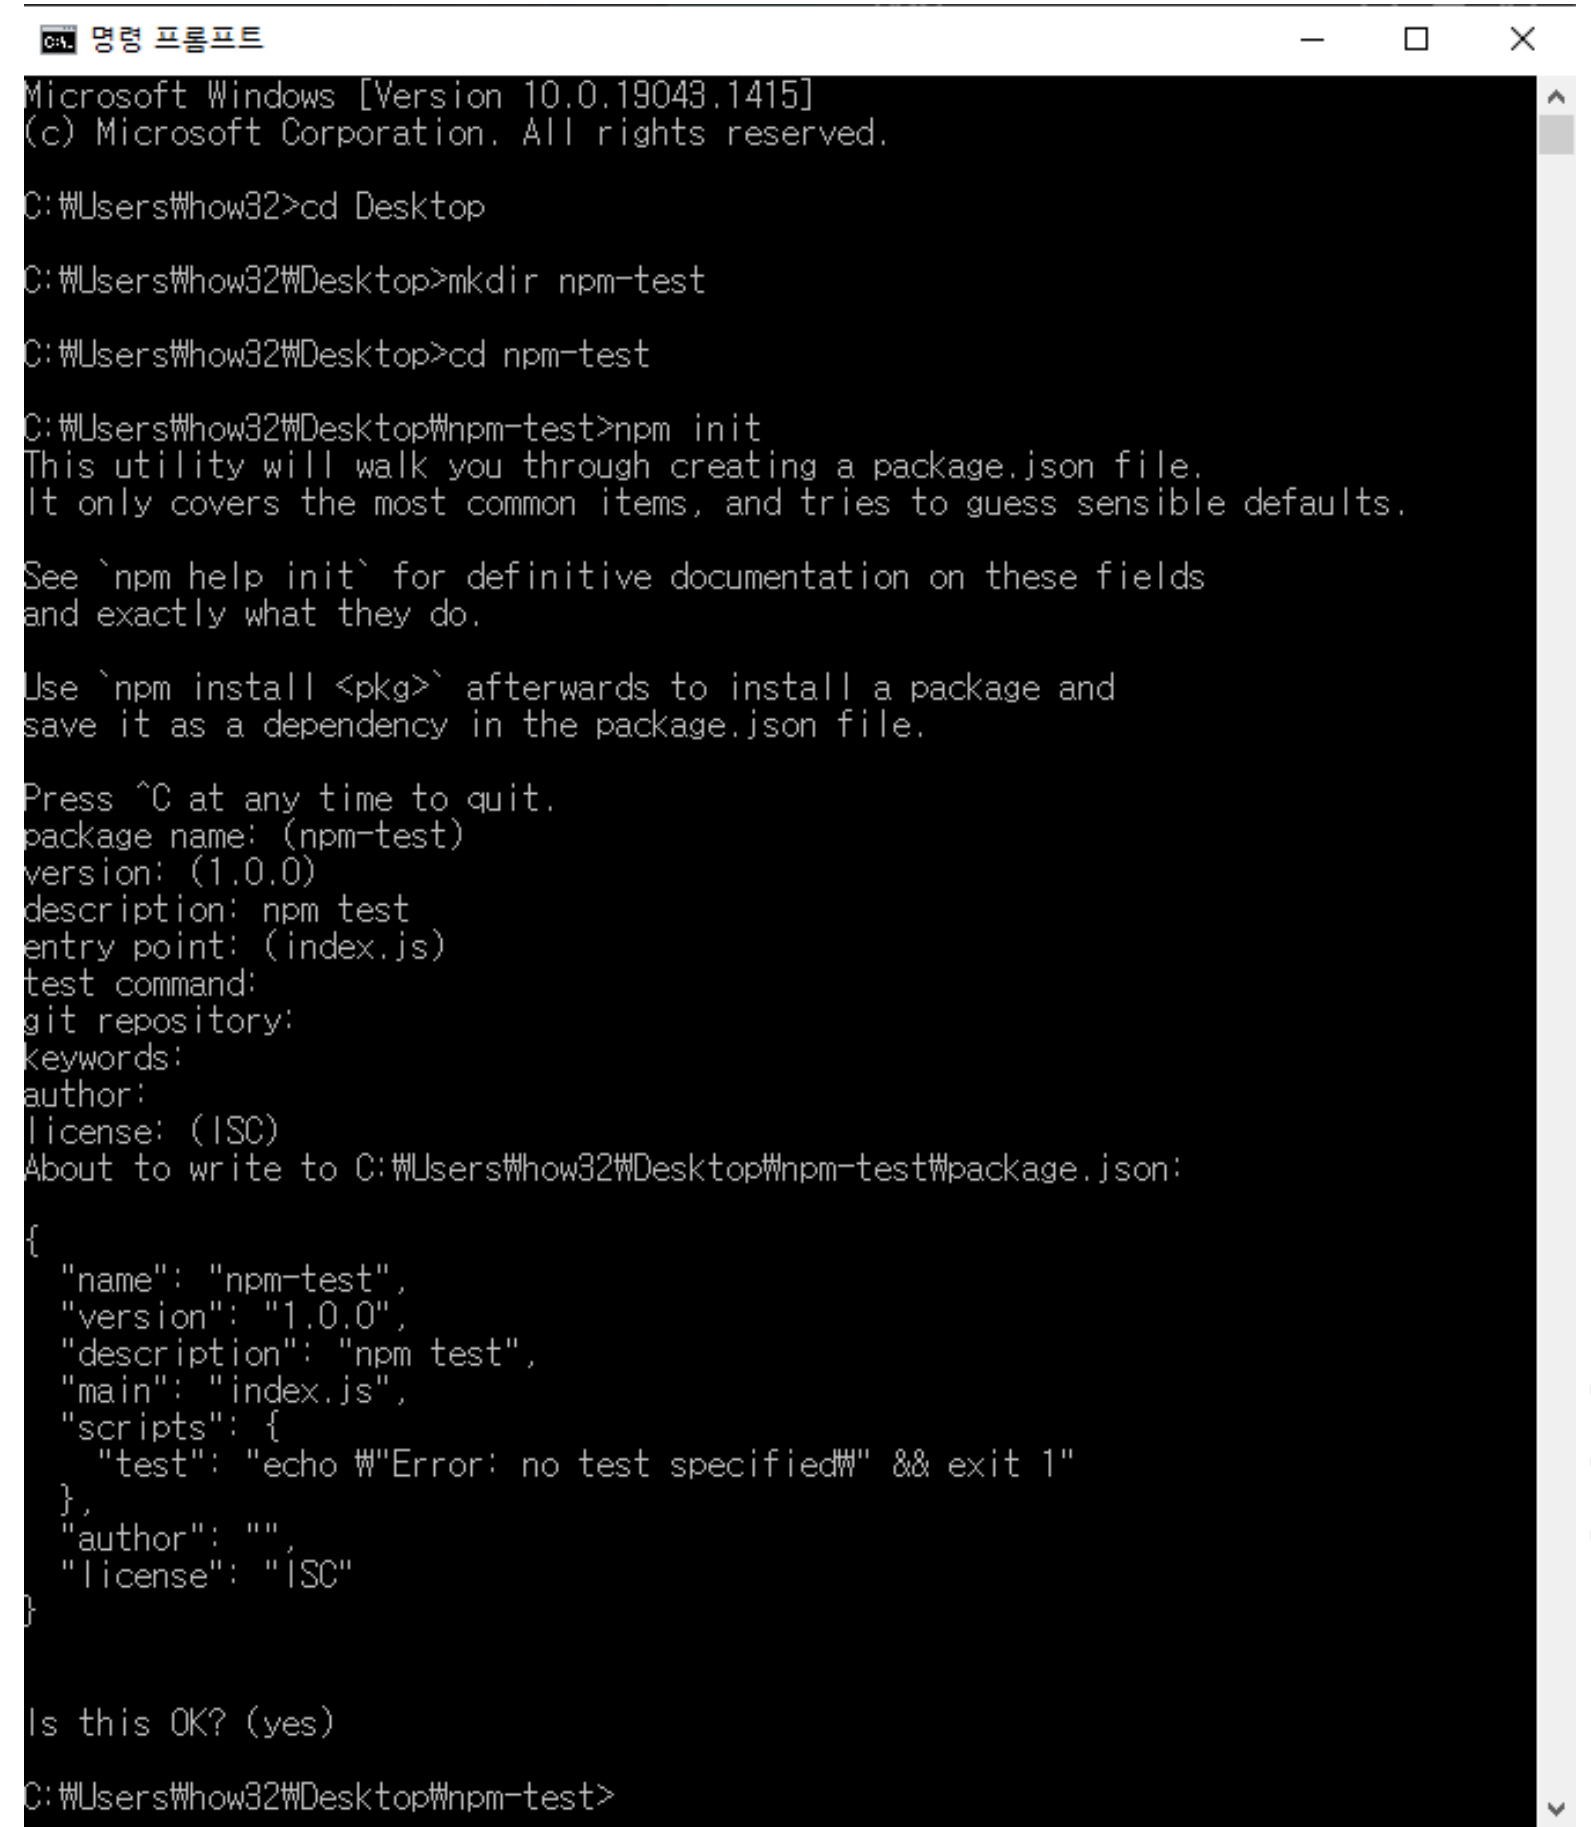 명령 프롬프트
Microsoft Windows [Version 10.0.19043.1415]
(c) Microsoft Corporation. All rights reserved.
C:₩Users₩how32>cd Desktop
C:₩Users₩how32₩Desktop>mkdir npm-test
C:₩Users₩how32₩Desktop>cd npm-test
C:₩Users₩how32₩Desktop₩npm-test>npm init
This utility will walk you through creating a package.json file.
It only covers the most common items, and tries to guess sensible defaults.
See `npm help init` for definitive documentation on these fields
and exactly what they do.
Use `npm install <pkg>` afterwards to install a package and
save it as a dependency in the package.json file.
Press ^C at any time to quit.
package name: (npm-test)
version: (1.0.0)
description: npm test
entry point: (index.js)
test command:
git repository:
keywords:
author:
license: (ISC)
About to write to C:₩Users₩how32₩Desktop₩npm-test₩package.json:
{
  "name": "npm-test",
  "version": "1.0.0",
  "description": "npm test",
  "main": "index.js",
  "scripts": {
    "test": "echo ₩"Error: no test specified₩" && exit 1"
  },
  "author": "",
  "license": "ISC"
}
Is this OK? (yes)
C:₩Users₩how32₩Desktop₩npm-test>